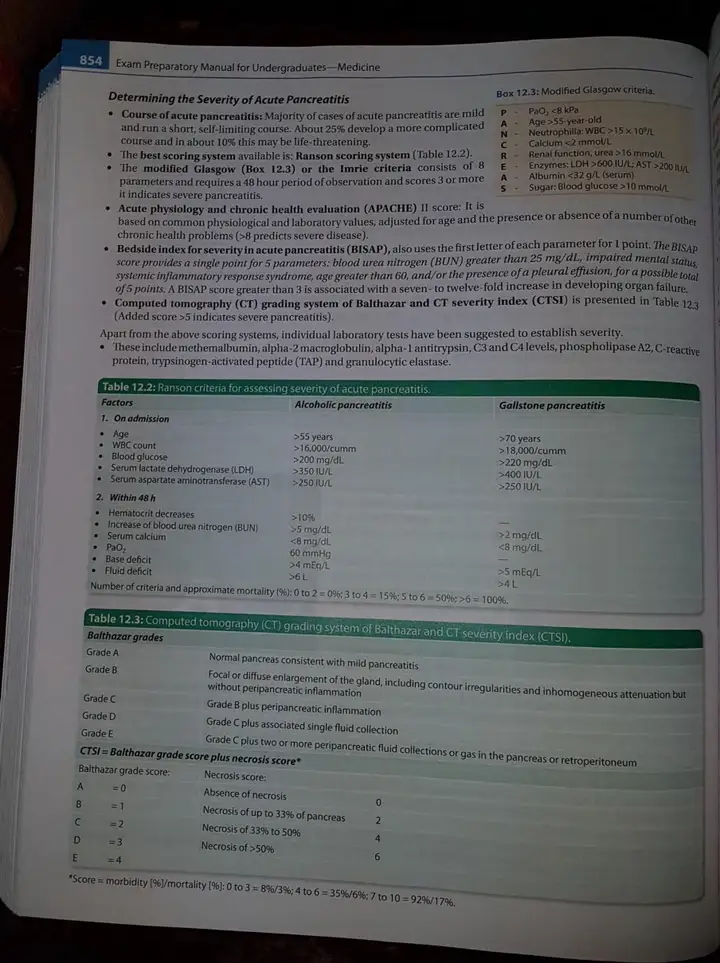 854 Exam Preparatory Manual for Undergraduates—Medicine
Determining the Severity of Acute Pancreatitis
• Course of acute pancreatitis: Majority of cases of acute pancreatitis are mild
and run a short, self-limiting course. About 25% develop a more complicated
course and in about 10% this may be life-threatening.
• The best scoring system available is: Ranson scoring system (Table 12.2).
• The modified Glasgow (Box 12.3) or the Imrie criteria consists of 8
parameters and requires a 48 hour period of observation and scores 3 or more
it indicates severe pancreatitis.
• Acute physiology and chronic health evaluation (APACHE) II score: It is
based on common physiological and laboratory values, adjusted for age and the presence or absence of a number of other
chronic health problems (>8 predicts severe disease).
• Bedside index for severity in acute pancreatitis (BISAP), also uses the first letter of each parameter for 1 point. The BISAP
score provides a single point for 5 parameters: blood urea nitrogen (BUN) greater than 25 mg/dL, impaired mental status,
systemic inflammatory response syndrome, age greater than 60, and/or the presence of a pleural effusion, for a possible total
of 5 points. A BISAP score greater than 3 is associated with a seven- to twelve-fold increase in developing organ failure.
• Computed tomography (CT) grading system of Balthazar and CT severity index (CTSI) is presented in Table 12.3
(Added score >5 indicates severe pancreatitis).
Box 12.3: Modified Glasgow criteria.
P - PaO₂ <8 kPa
A - Age >55-year-old
N - Neutrophilla: WBC >15 × 10⁹/L
C - Calcium <2 mmol/L
R - Renal function, urea >16 mmol/L
E - Enzymes: LDH >600 IU/L; AST >200 IU/L
A - Albumin <32 g/L (serum)
S - Sugar: Blood glucose >10 mmol/L
Apart from the above scoring systems, individual laboratory tests have been suggested to establish severity.
• These include methemalbumin, alpha-2 macroglobulin, alpha-1 antitrypsin, C3 and C4 levels, phospholipase A2, C-reactive
protein, trypsinogen-activated peptide (TAP) and granulocytic elastase.
Table 12.2: Ranson criteria for assessing severity of acute pancreatitis.
Factors Alcoholic pancreatitis Gallstone pancreatitis
1. On admission
• Age >55 years >70 years
• WBC count >16,000/cumm >18,000/cumm
• Blood glucose >200 mg/dL >220 mg/dL
• Serum lactate dehydrogenase (LDH) >350 IU/L >400 IU/L
• Serum aspartate aminotransferase (AST) >250 IU/L >250 IU/L
2. Within 48 h
• Hematocrit decreases >10% —
• Increase of blood urea nitrogen (BUN) >5 mg/dL >2 mg/dL
• Serum calcium <8 mg/dL <8 mg/dL
• PaO₂ 60 mmHg —
• Base deficit >4 mEq/L >5 mEq/L
• Fluid deficit >6 L >4 L
Number of criteria and approximate mortality (%): 0 to 2 = 0%; 3 to 4 = 15%; 5 to 6 = 50%; >6 = 100%.
Table 12.3: Computed tomography (CT) grading system of Balthazar and CT severity index (CTSI).
Balthazar grades
Grade A Normal pancreas consistent with mild pancreatitis
Grade B Focal or diffuse enlargement of the gland, including contour irregularities and inhomogeneous attenuation but
without peripancreatic inflammation
Grade C Grade B plus peripancreatic inflammation
Grade D Grade C plus associated single fluid collection
Grade E Grade C plus two or more peripancreatic fluid collections or gas in the pancreas or retroperitoneum
CTSI = Balthazar grade score plus necrosis score*
Balthazar grade score: Necrosis score:
A = 0 Absence of necrosis 0
B = 1 Necrosis of up to 33% of pancreas 2
C = 2 Necrosis of 33% to 50% 4
D = 3 Necrosis of >50% 6
E = 4
*Score = morbidity [%]/mortality [%]: 0 to 3 = 8%/3%; 4 to 6 = 35%/6%; 7 to 10 = 92%/17%.